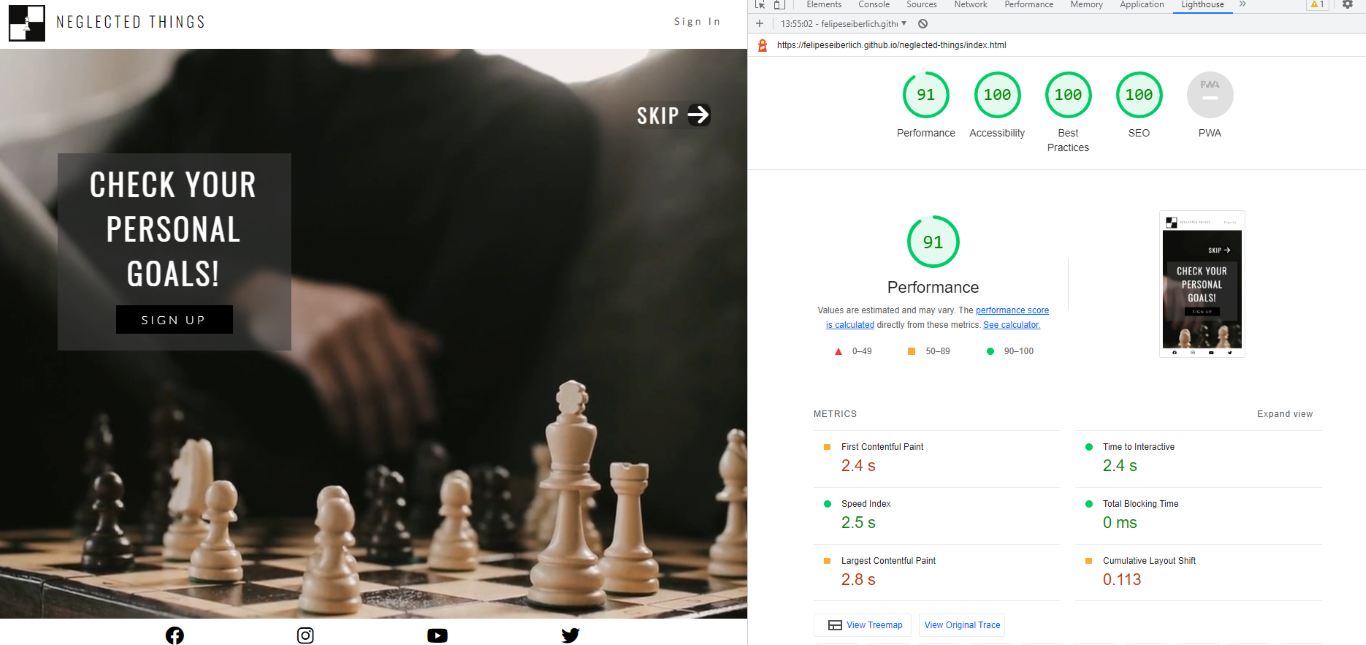 NEGLECTED THINGS
Sign In
SKIP
CHECK YOUR
PERSONAL
GOALS!
SIGN UP
Elements Console Sources Network Performance Memory Application Lighthouse » 1
+ 13:55:02 - felipeseiberlich.githu
https://felipeseiberlich.github.io/neglected-things/index.html
91 100 100 100 PWA
Performance Accessibility Best Practices SEO PWA
91
Performance
Values are estimated and may vary. The performance score
is calculated directly from these metrics. See calculator.
0–49 50–89 90–100
NEGLECTED THINGS Sign In
SKIP
CHECK YOUR
PERSONAL
GOALS!
SIGN UP
METRICS Expand view
First Contentful Paint
2.4 s
Time to Interactive
2.4 s
Speed Index
2.5 s
Total Blocking Time
0 ms
Largest Contentful Paint
2.8 s
Cumulative Layout Shift
0.113
View Treemap View Original Trace